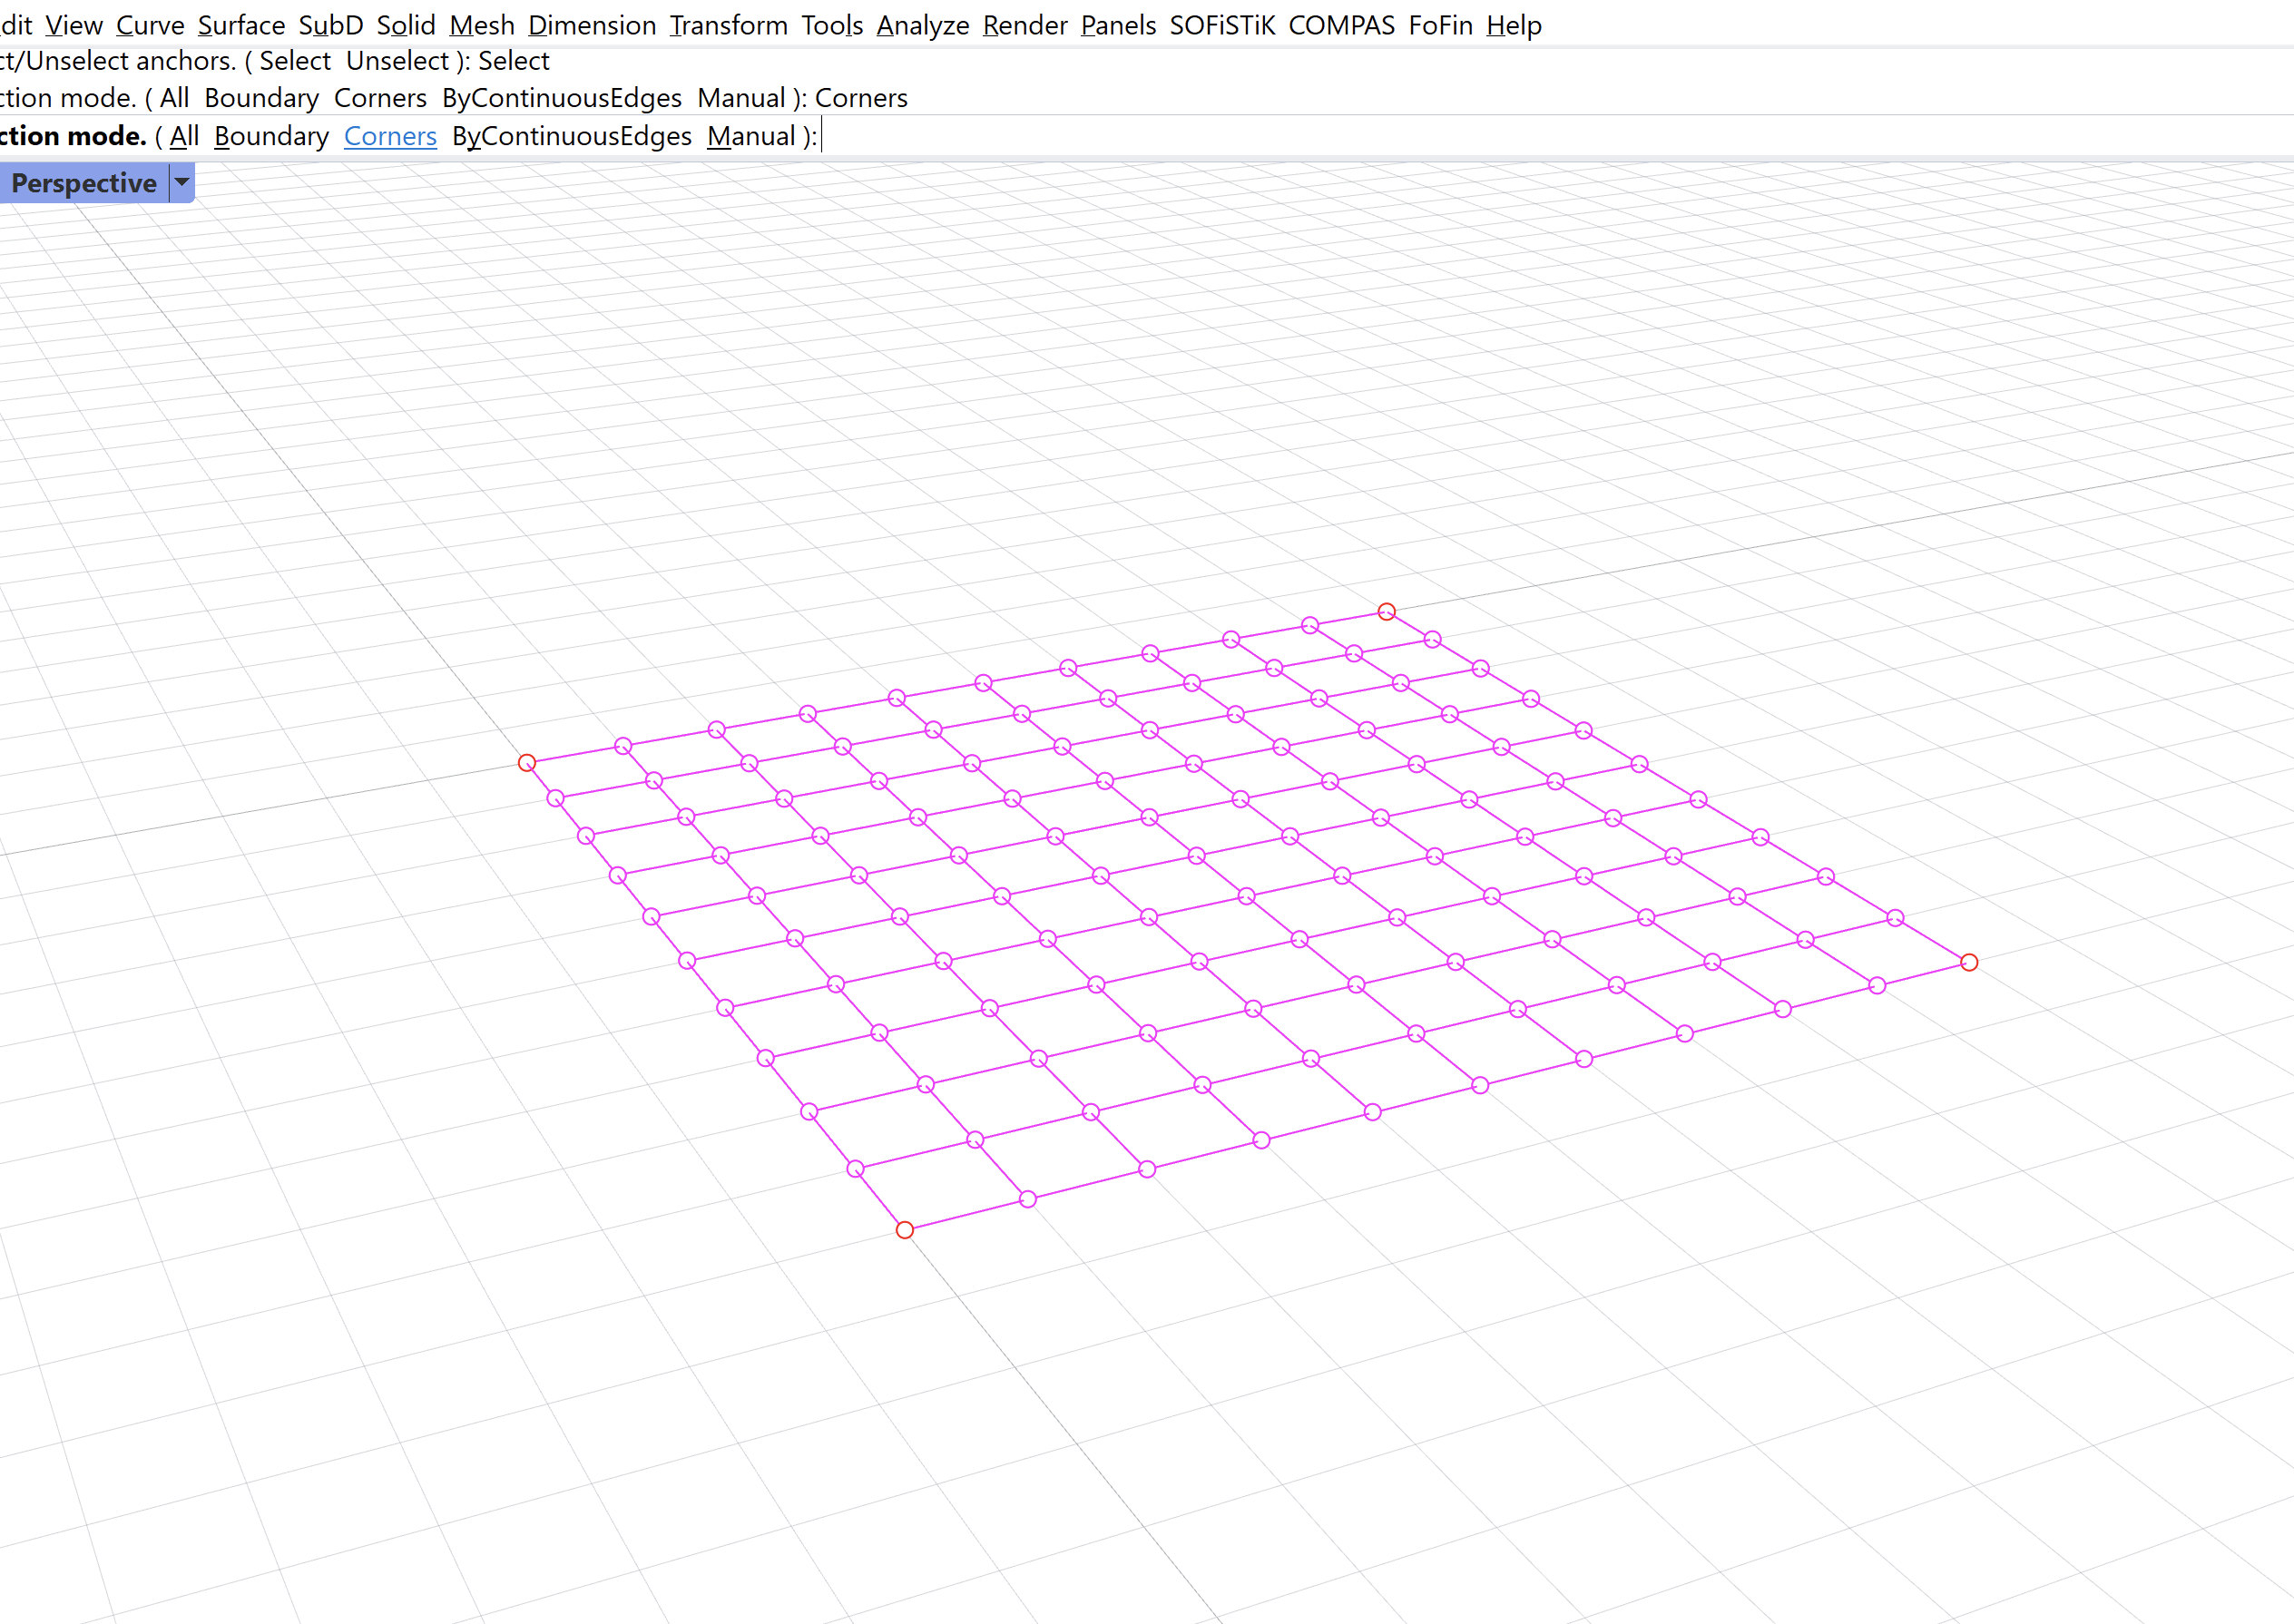 dit View Curve Surface SubD Solid Mesh Dimension Transform Tools Analyze Render Panels SOFiSTiK COMPAS FoFin Help
ct/Unselect anchors. ( Select Unselect ): Select
ction mode. ( All Boundary Corners ByContinuousEdges Manual ): Corners
ction mode. ( All Boundary Corners ByContinuousEdges Manual ):
Perspective